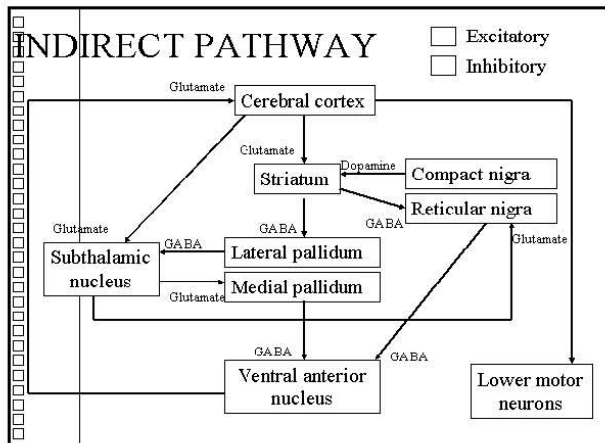 INDIRECT PATHWAY
Excitatory
Inhibitory
Glutamate
Cerebral cortex
Glutamate
Dopamine
Compact nigra
Striatum
Reticular nigra
GABA
Glutamate
GABA
GABA
Glutamate
Lateral pallidum
Subthalamic
nucleus
Medial pallidum
Glutamate
GABA
GABA
Ventral anterior
nucleus
Lower motor
neurons